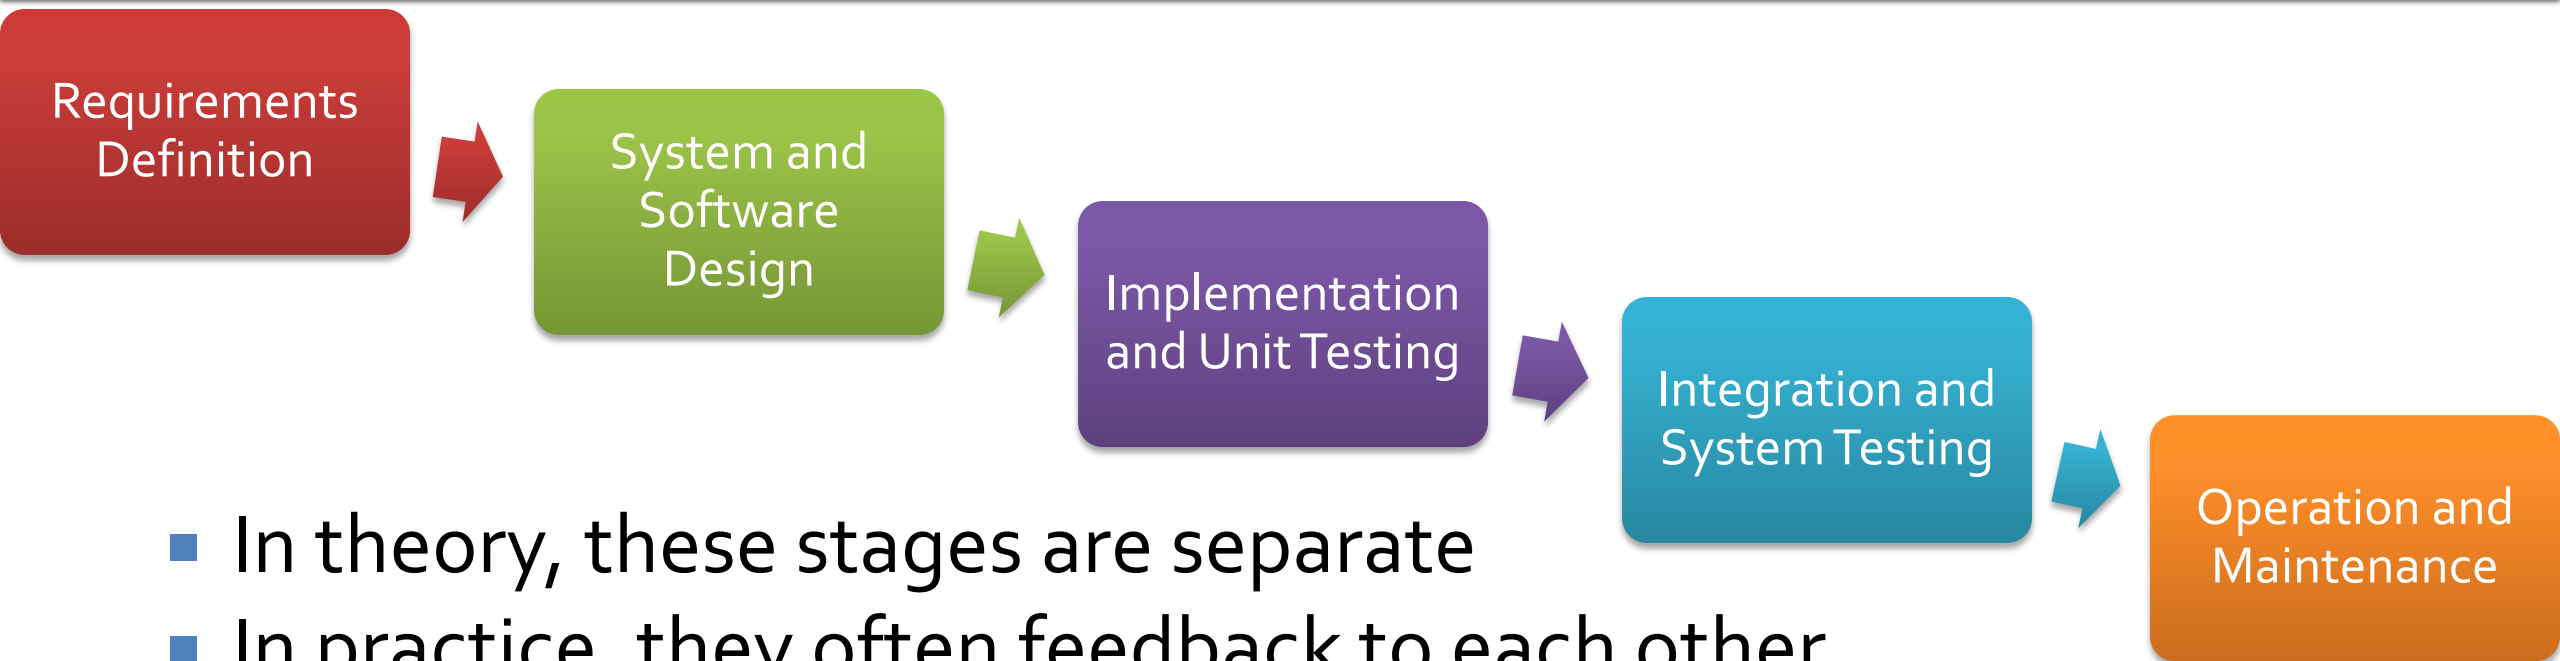 Requirements
Definition
System and
Software
Design
Implementation
and Unit Testing
Integration and
System Testing
Operation and
Maintenance
In theory, these stages are separate
In practice, they often feedback to each other